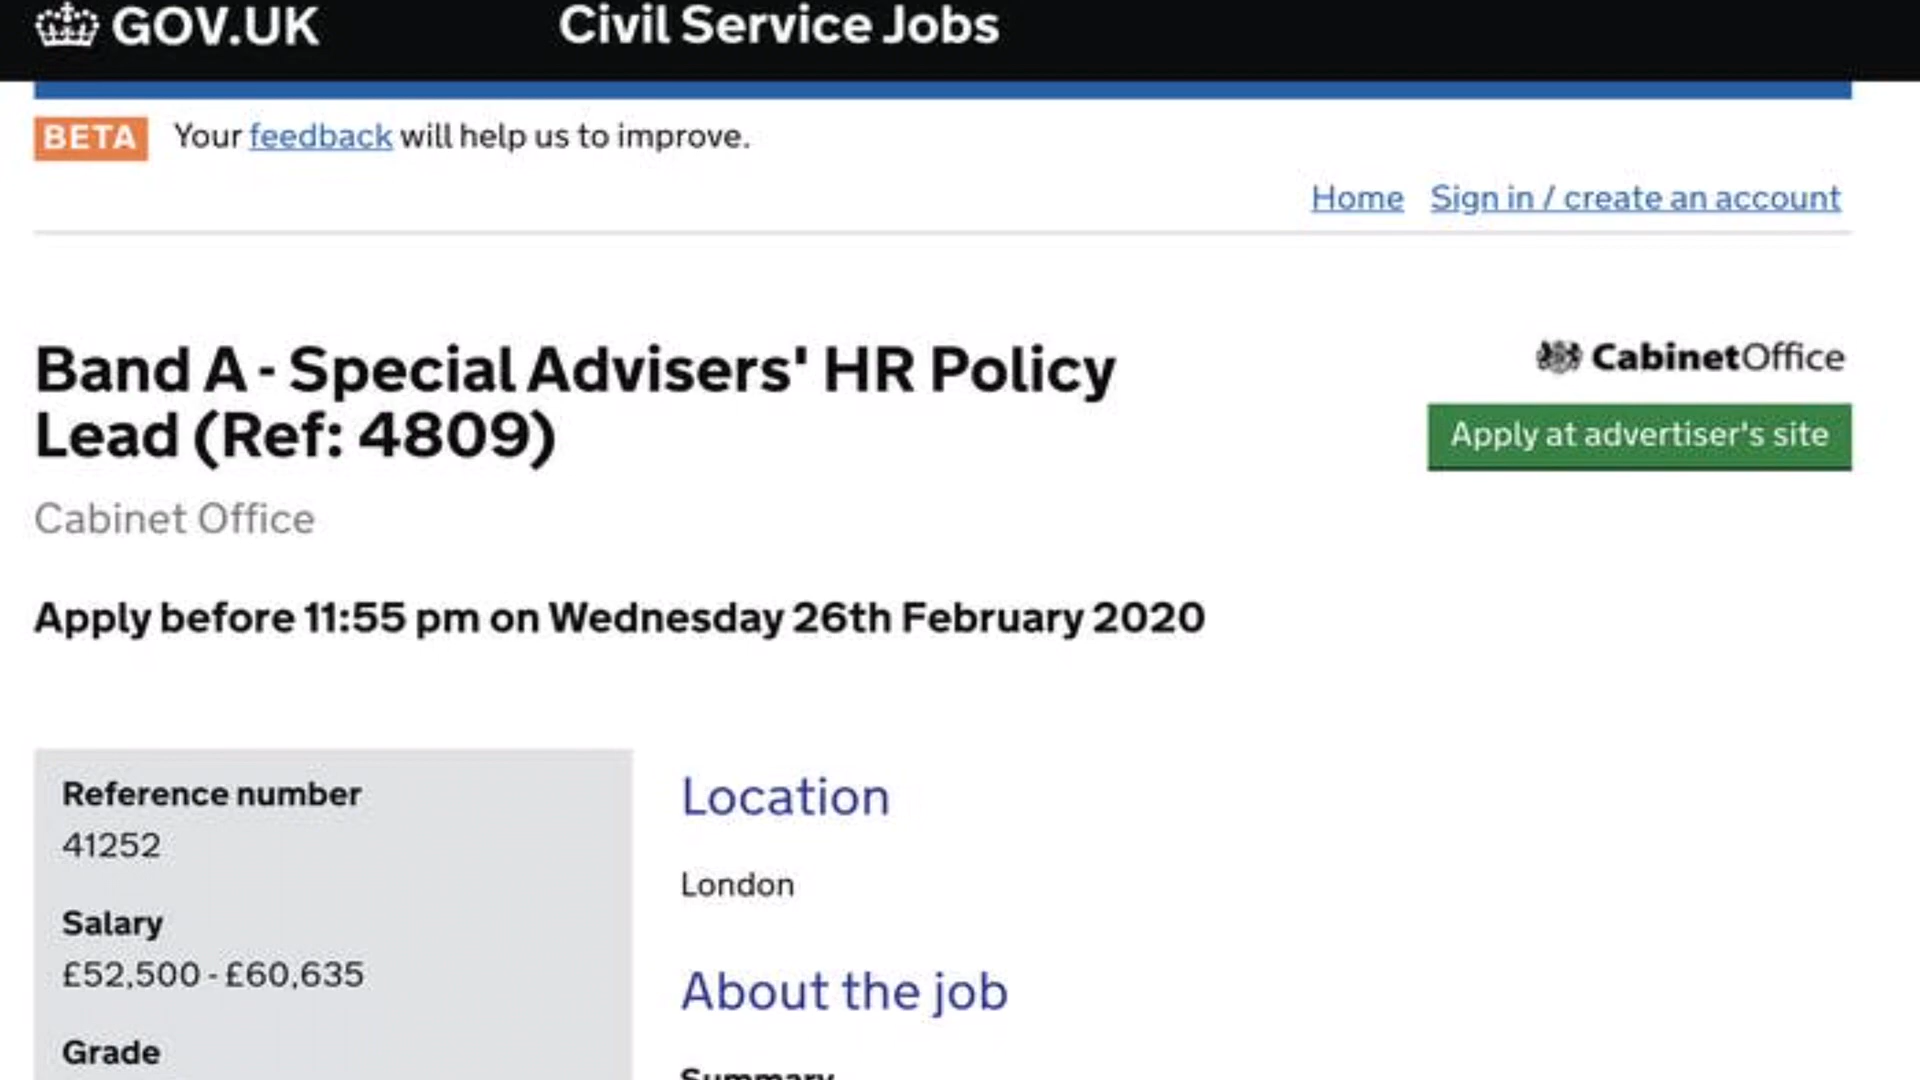 GOV.UK
Civil Service Jobs
BETA Your feedback will help us to improve.
Home Sign in / create an account
Band A - Special Advisers' HR Policy
Lead (Ref: 4809)
CabinetOffice
Apply at advertiser's site
Cabinet Office
Apply before 11:55 pm on Wednesday 26th February 2020
Reference number
41252
Salary
£52,500 - £60,635
Grade
Location
London
About the job
Summary